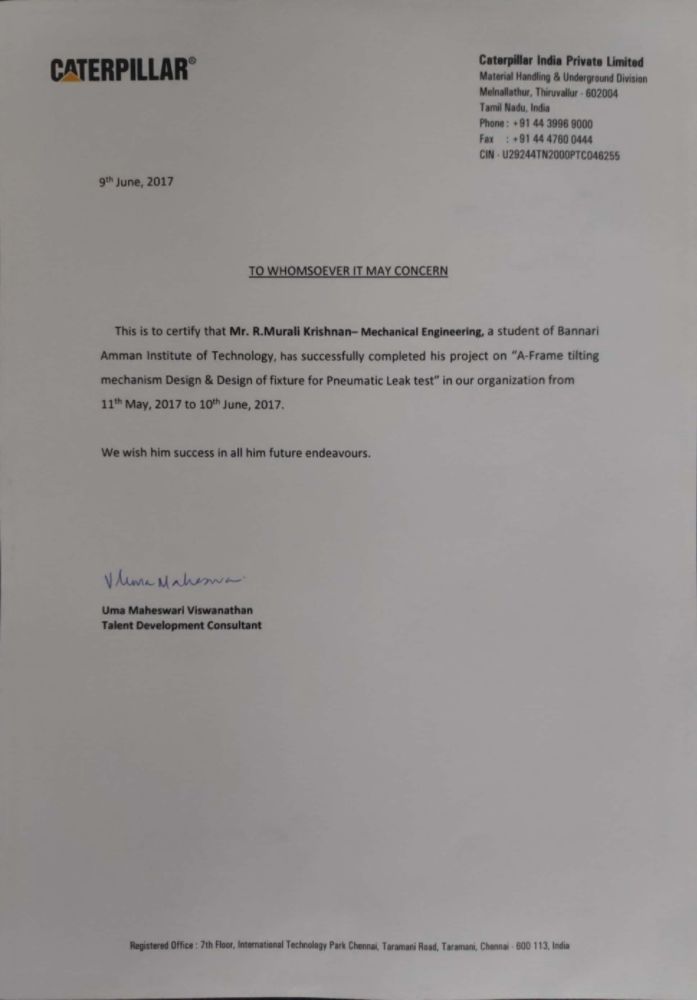 CATERPILLAR®
Caterpillar India Private Limited
Material Handling & Underground Division
Melnallathur, Thiruvallur - 602004
Tamil Nadu, India
Phone : +91 44 3996 9000
Fax : +91 44 4760 0444
CIN - U29244TN2000PTC046255
9th June, 2017
TO WHOMSOEVER IT MAY CONCERN
This is to certify that Mr. R.Murali Krishnan– Mechanical Engineering, a student of Bannari
Amman Institute of Technology, has successfully completed his project on "A-Frame tilting
mechanism Design & Design of fixture for Pneumatic Leak test" in our organization from
11th May, 2017 to 10th June, 2017.
We wish him success in all him future endeavours.
V Uma Maheswari
Uma Maheswari Viswanathan
Talent Development Consultant
Registered Office : 7th Floor, International Technology Park Chennai, Taramani Road, Taramani, Chennai - 600 113, India